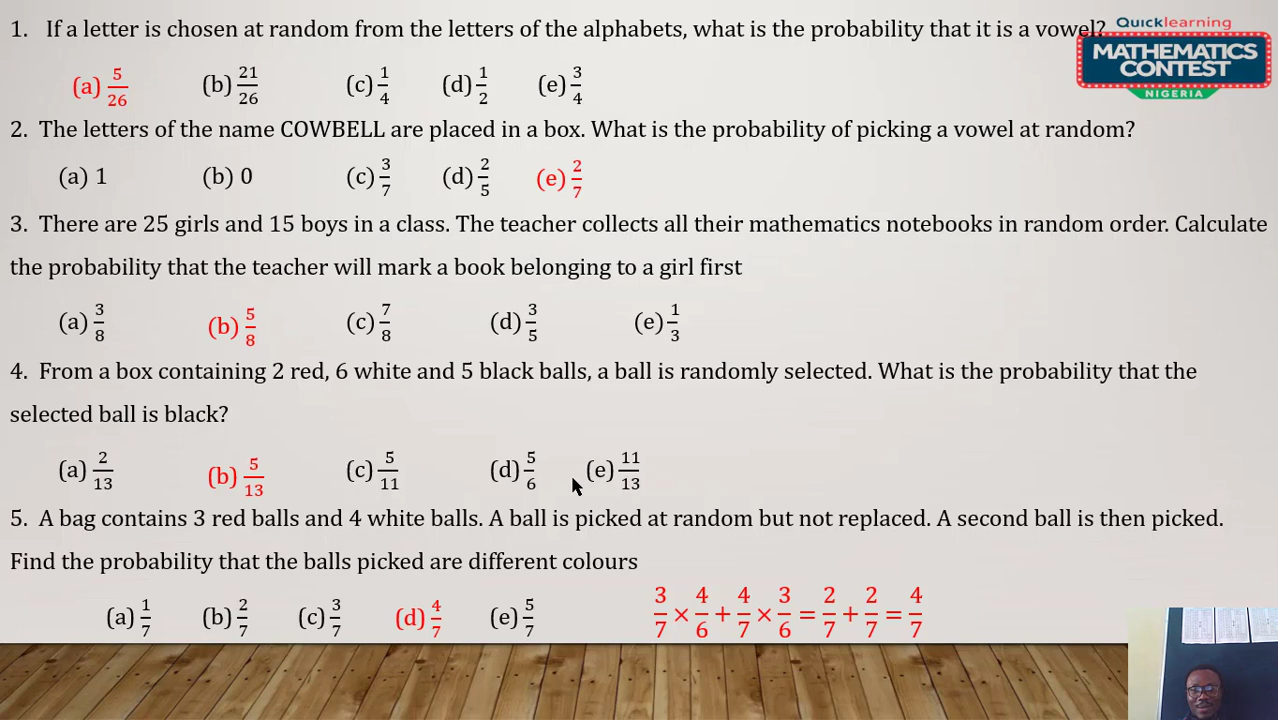 1. If a letter is chosen at random from the letters of the alphabets, what is the probability that it is a vowel?
Quicklearning
MATHEMATICS
CONTEST
NIGERIA
(a) 5/26 (b) 21/26 (c) 1/4 (d) 1/2 (e) 3/4
2. The letters of the name COWBELL are placed in a box. What is the probability of picking a vowel at random?
(a) 1 (b) 0 (c) 3/7 (d) 2/5 (e) 2/7
3. There are 25 girls and 15 boys in a class. The teacher collects all their mathematics notebooks in random order. Calculate
the probability that the teacher will mark a book belonging to a girl first
(a) 3/8 (b) 5/8 (c) 7/8 (d) 3/5 (e) 1/3
4. From a box containing 2 red, 6 white and 5 black balls, a ball is randomly selected. What is the probability that the
selected ball is black?
(a) 2/13 (b) 5/13 (c) 5/11 (d) 5/6 (e) 11/13
5. A bag contains 3 red balls and 4 white balls. A ball is picked at random but not replaced. A second ball is then picked.
Find the probability that the balls picked are different colours
(a) 1/7 (b) 2/7 (c) 3/7 (d) 4/7 (e) 5/7 3/7 × 4/6 + 4/7 × 3/6 = 2/7 + 2/7 = 4/7